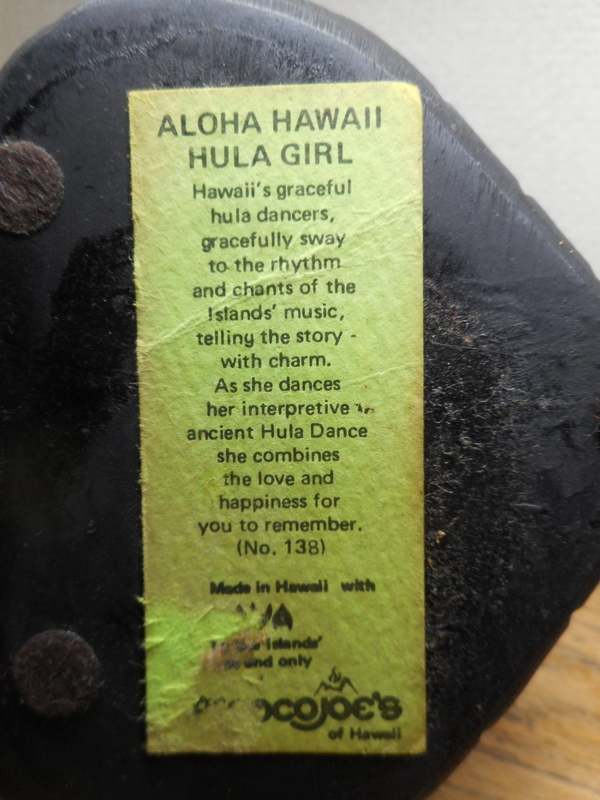 ALOHA HAWAII
HULA GIRL
Hawaii's graceful
hula dancers,
gracefully sway
to the rhythm
and chants of the
Islands' music,
telling the story -
with charm.
As she dances
her interpretive
ancient Hula Dance
she combines
the love and
happiness for
you to remember.
(No. 138)
Made in Hawaii with
Islands'
and only
of Hawaii